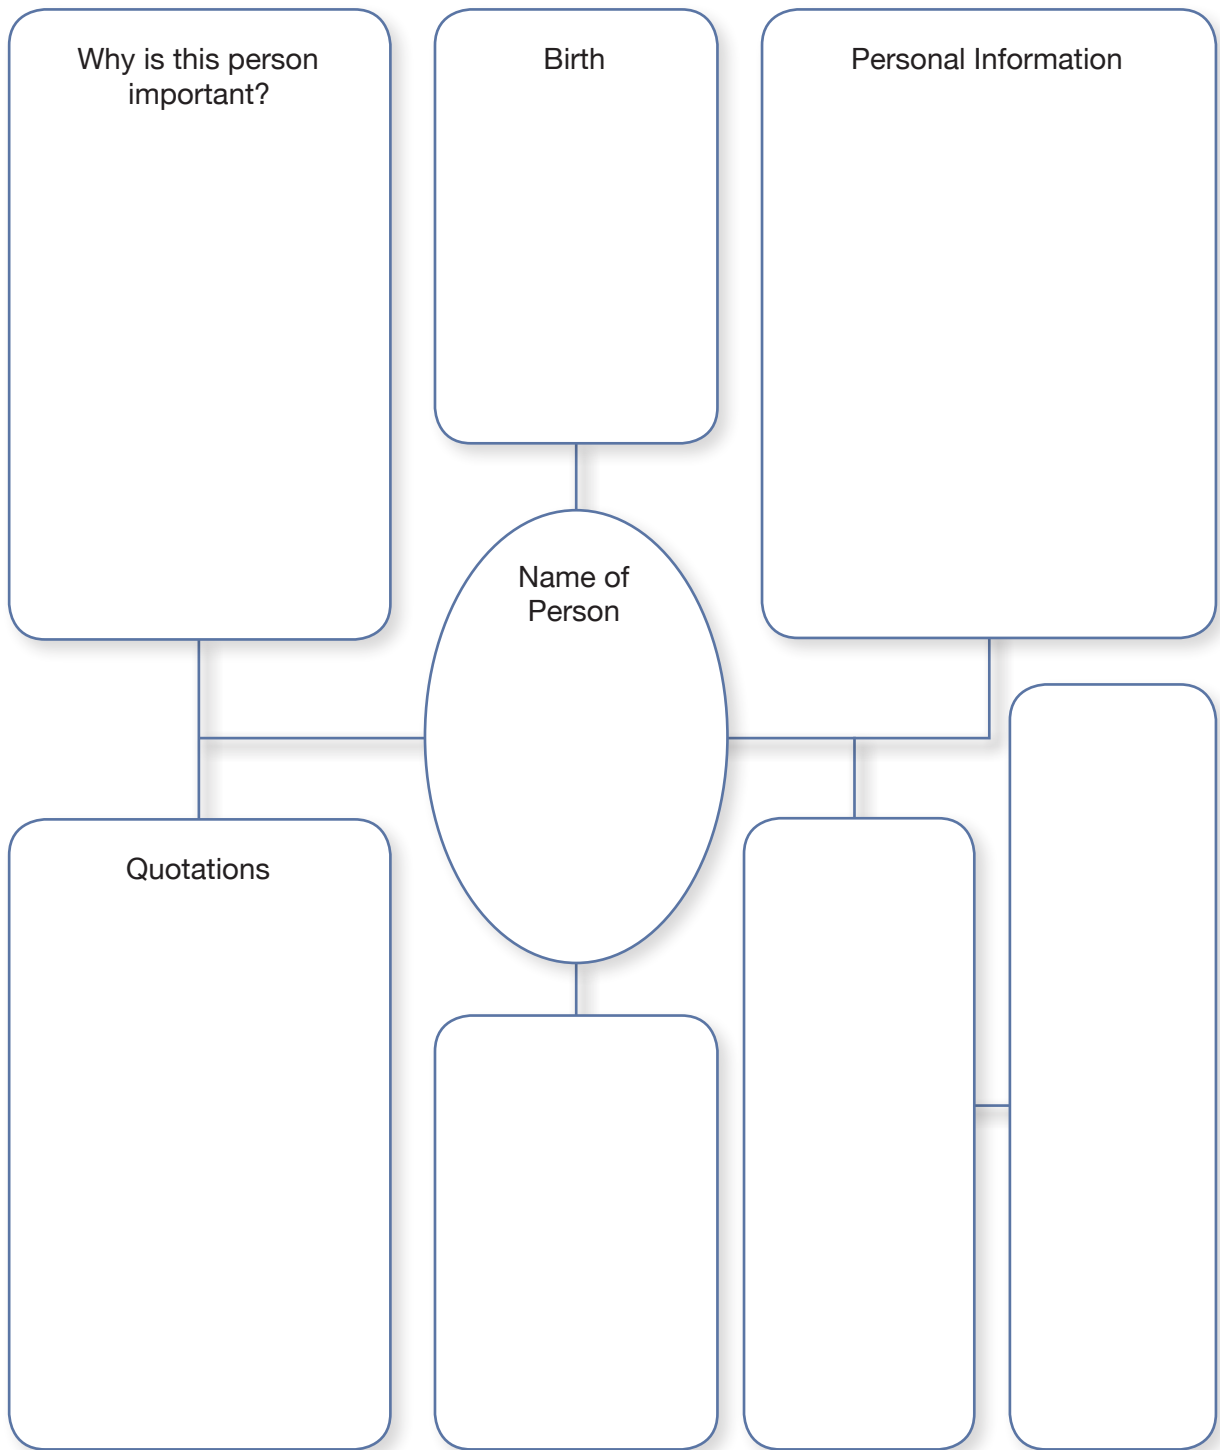 Why is this person
important?
Birth
Personal Information
Name of
Person
Quotations